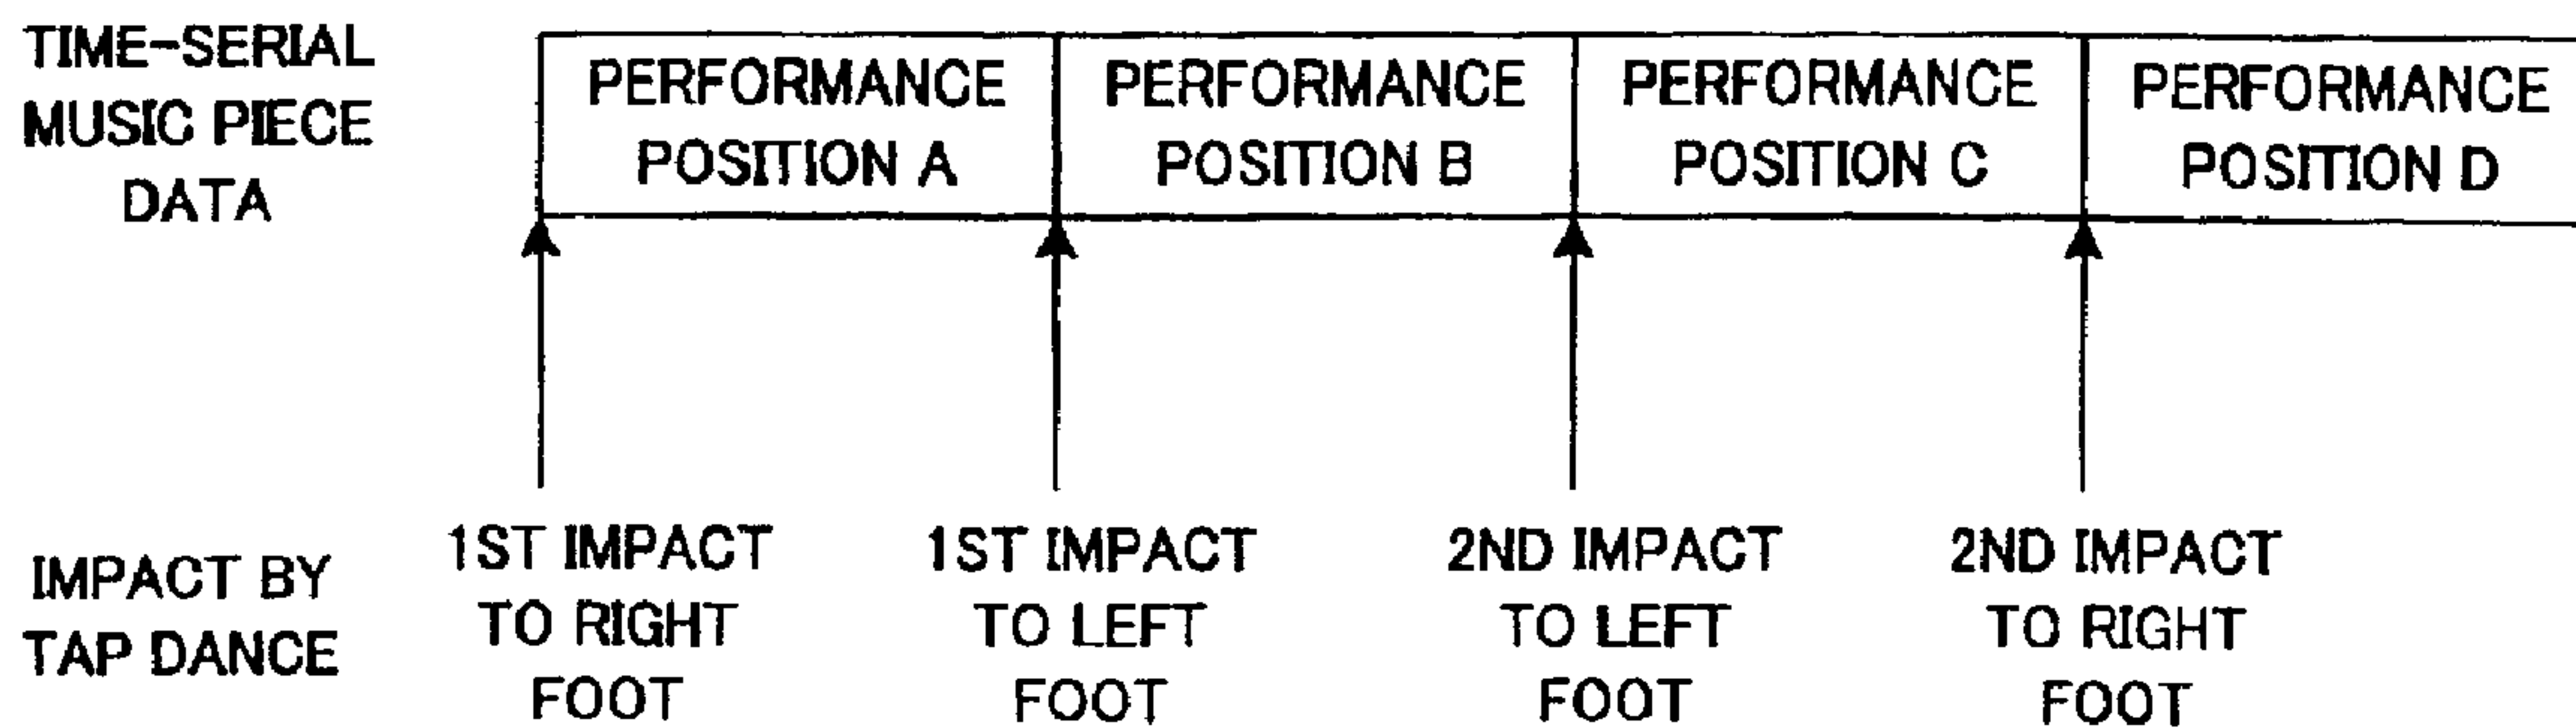 TIME-SERIAL
MUSIC PIECE
DATA
PERFORMANCE
POSITION A
PERFORMANCE
POSITION B
PERFORMANCE
POSITION C
PERFORMANCE
POSITION D
IMPACT BY
TAP DANCE
1ST IMPACT
TO RIGHT
FOOT
1ST IMPACT
TO LEFT
FOOT
2ND IMPACT
TO LEFT
FOOT
2ND IMPACT
TO RIGHT
FOOT